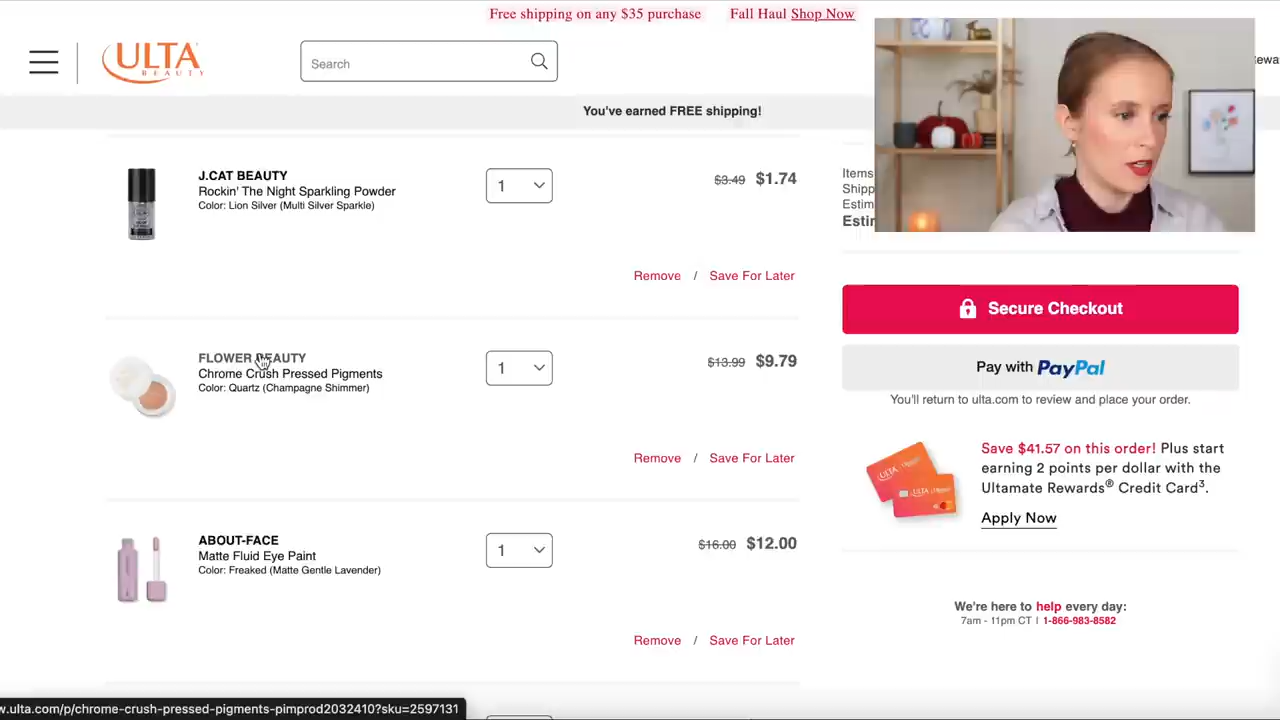 Free shipping on any $35 purchase Fall Haul Shop Now
ULTA
BEAUTY
Search
You've earned FREE shipping!
J.CAT BEAUTY
Rockin' The Night Sparkling Powder
Color: Lion Silver (Multi Silver Sparkle)
1
$3.49 $1.74
Remove / Save For Later
FLOWER BEAUTY
Chrome Crush Pressed Pigments
Color: Quartz (Champagne Shimmer)
1
$13.99 $9.79
Remove / Save For Later
ABOUT-FACE
Matte Fluid Eye Paint
Color: Freaked (Matte Gentle Lavender)
1
$16.00 $12.00
Remove / Save For Later
Items
Shipp
Estim
Estin
Secure Checkout
Pay with PayPal
You'll return to ulta.com to review and place your order.
Save $41.57 on this order! Plus start
earning 2 points per dollar with the
Ultamate Rewards® Credit Card³.
Apply Now
We're here to help every day:
7am - 11pm CT I 1-866-983-8582
w.ulta.com/p/chrome-crush-pressed-pigments-pimprod2032410?sku=2597131